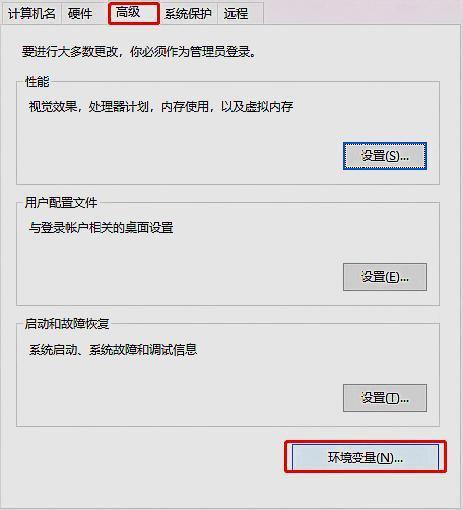 计算机名 硬件 高级 系统保护 远程
要进行大多数更改，你必须作为管理员登录。
性能
视觉效果，处理器计划，内存使用，以及虚拟内存
设置(S)...
用户配置文件
与登录帐户相关的桌面设置
设置(E)...
启动和故障恢复
系统启动、系统故障和调试信息
设置(T)...
环境变量(N)...